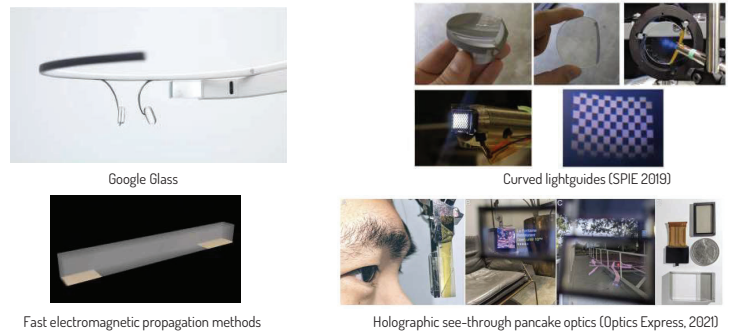 Google Glass
Curved lightguides (SPIE 2019)
A
C
Fast electromagnetic propagation methods
Holographic see-through pancake optics (Optics Express, 2021)